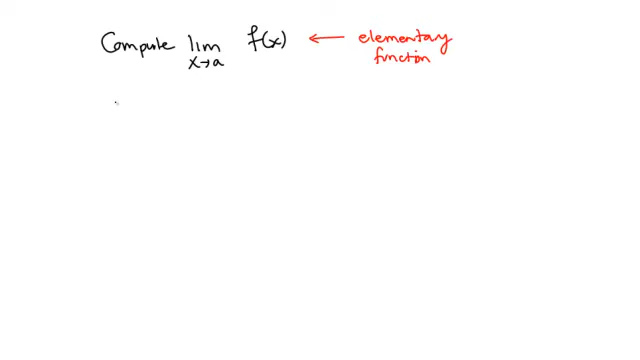 Compute lim x→a f(x) ← elementary function